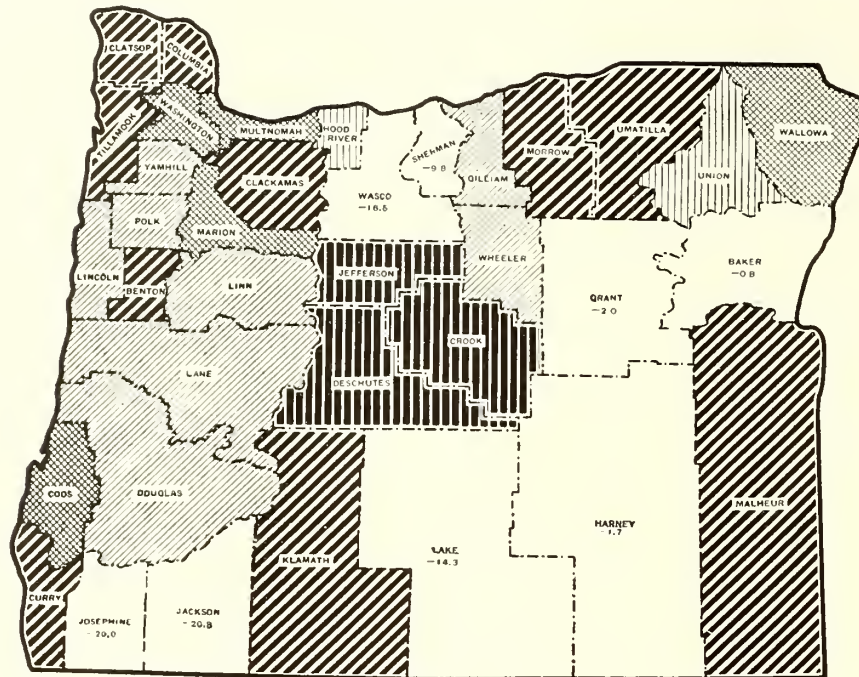 CLATSOP
COLUMBIA
TILLAMOOK
WASHINGTON
MULTNOMAH
HOOD
RIVER
SHERMAN
-9.8
GILLIAM
MORROW
UMATILLA
WALLOWA
UNION
YAMHILL
CLACKAMAS
WASCO
-16.5
POLK
MARION
LINCOLN
BENTON
LINN
JEFFERSON
WHEELER
GRANT
-2.0
BAKER
-0.8
CROOK
LANE
DESCHUTES
COOS
DOUGLAS
KLAMATH
LAKE
-14.3
HARNEY
-1.7
MALHEUR
CURRY
JOSEPHINE
-20.0
JACKSON
-20.8